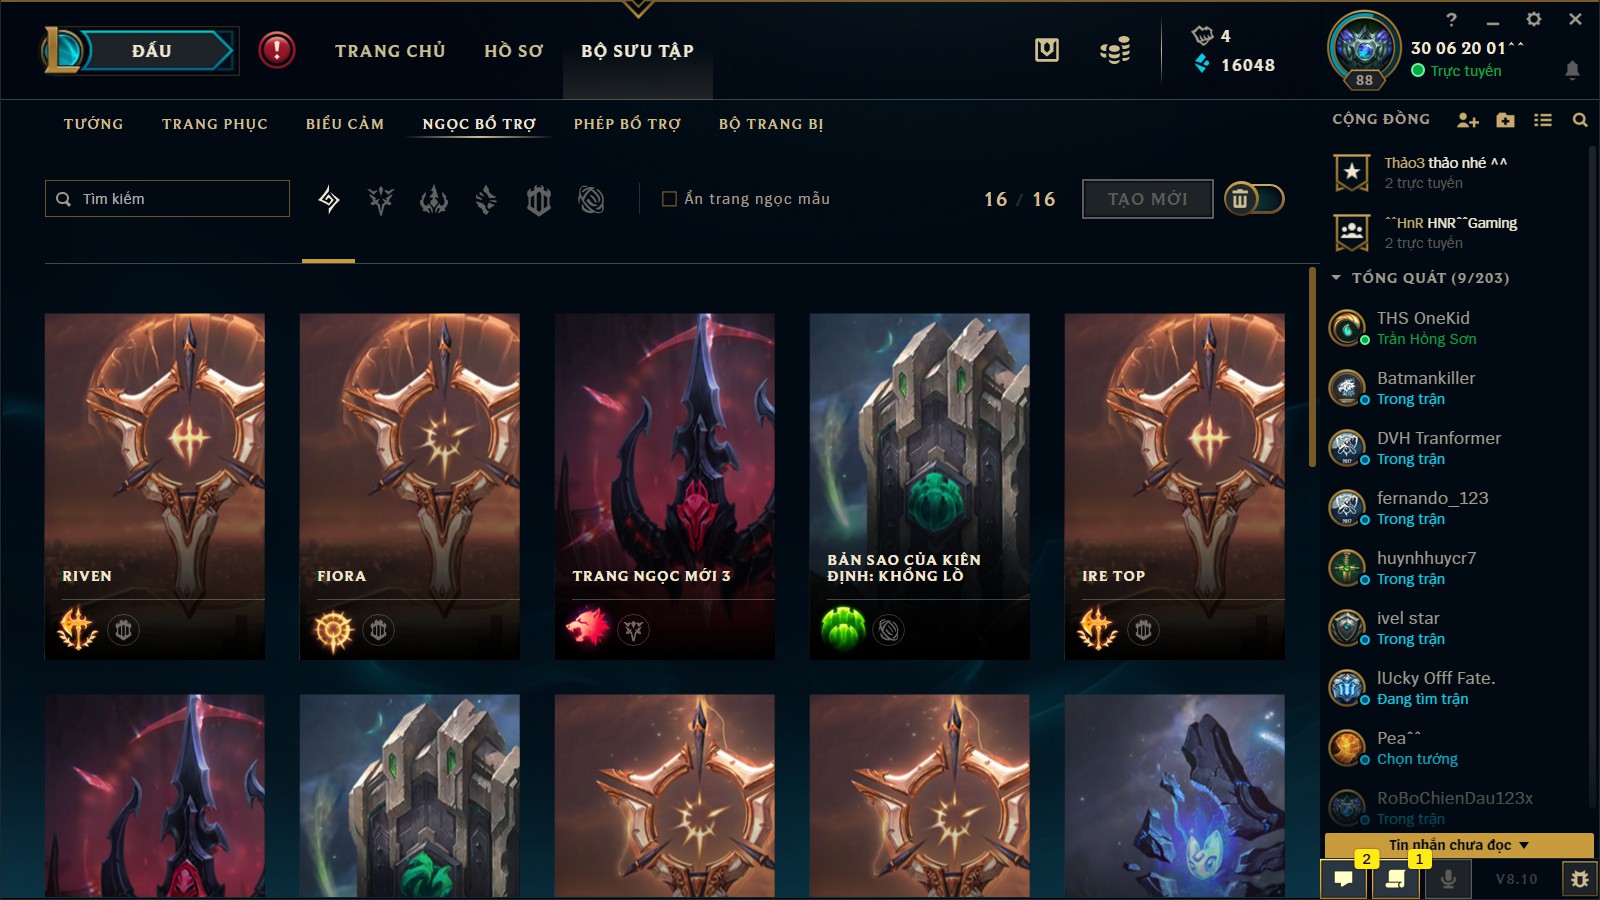 ĐẤU
TRANG CHỦ
HỒ SƠ
BỘ SƯU TẬP
4
16048
88
30 06 20 01^^
Trực tuyến
TƯỚNG
TRANG PHỤC
BIỂU CẢM
NGỌC BỔ TRỢ
PHÉP BỔ TRỢ
BỘ TRANG BỊ
CỘNG ĐỒNG
Tìm kiếm
Ẩn trang ngọc mẫu
16 / 16
TẠO MỚI
Thảo3 thảo nhé ^^
2 trực tuyến
^^HnR HNR^^Gaming
2 trực tuyến
TỔNG QUÁT (9/203)
THS OneKid
Trần Hồng Sơn
Batmankiller
Trong trận
DVH Tranformer
Trong trận
fernando_123
Trong trận
huynhhuycr7
Trong trận
ivel star
Trong trận
lUcky Offf Fate.
Đang tìm trận
Pea^^
Chọn tướng
RoBoChienDau123x
Trong trận
RIVEN
FIORA
TRANG NGỌC MỚI 3
BẢN SAO CỦA KIÊN
ĐỊNH: KHỔNG LỒ
IRE TOP
Tin nhắn chưa đọc
2
1
V8.10